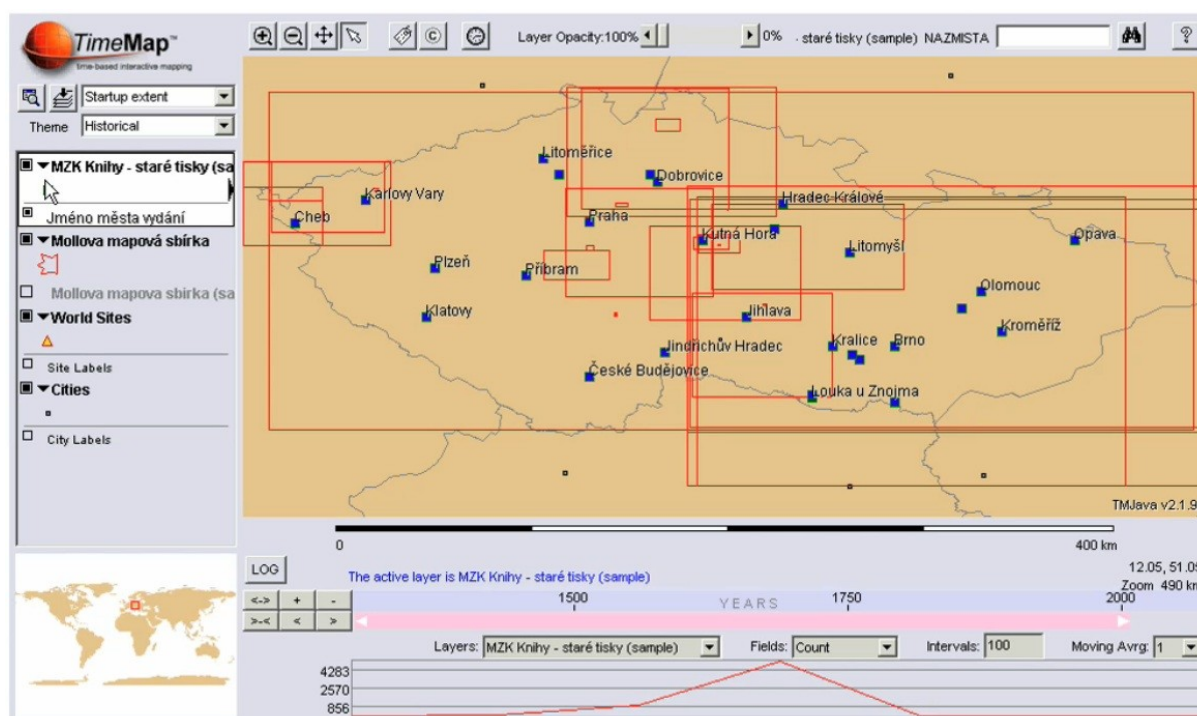 TimeMap™
time-based interactive mapping
Layer Opacity:100%
0%
. staré tisky (sample) NAZMISTA
?
Startup extent
Theme Historical
MZK Knihy - staré tisky (sa
Jméno města vydání
Mollova mapová sbírka
Mollova mapova sbirka (sa
World Sites
Site Labels
Cities
City Labels
Litoměřice
Dobrovice
Karlovy Vary
Hradec Králové
Cheb
Praha
Kutná Hora
Opava
Litomyšl
Plzeň
Příbram
Olomouc
Klatovy
Jihlava
Kroměříž
Kralice
Brno
Jindřichův Hradec
České Budějovice
Louka u Znojma
TMJava v2.1.9
0
400 km
LOG
The active layer is MZK Knihy - staré tisky (sample)
12.05, 51.09
Zoom 490 km
<-> + -
>-< < >
1500
YEARS
1750
2000
Layers: MZK Knihy - staré tisky (sample) Fields: Count Intervals: 100 Moving Avrg: 1
4283
2570
856